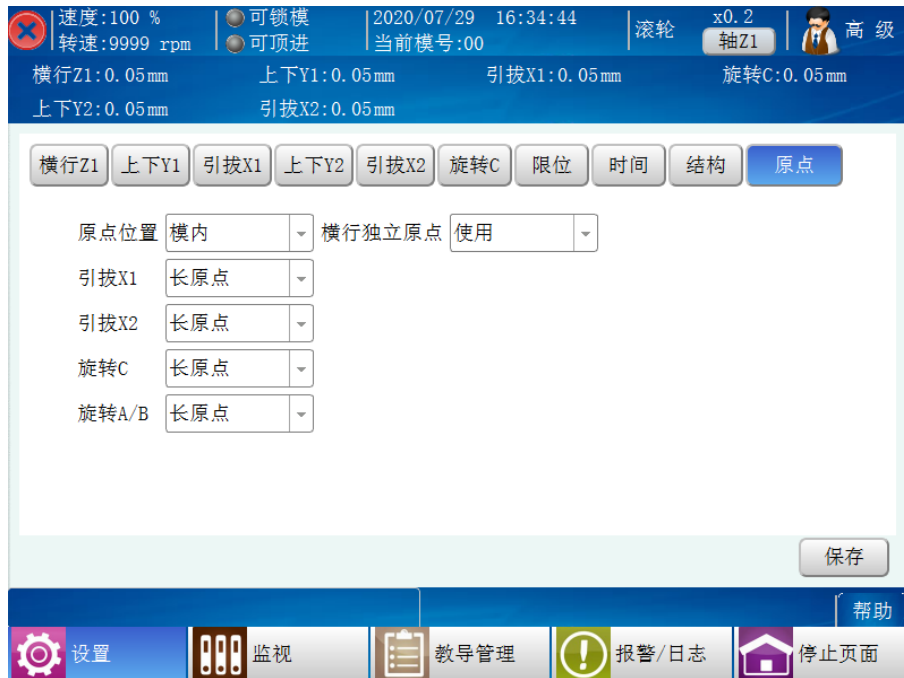 速度:100 % 可锁模 2020/07/29 16:34:44 滚轮 x0.2 高 级
转速:9999 rpm 可顶进 当前模号:00 轴Z1
横行Z1:0.05mm 上下Y1:0.05mm 引拔X1:0.05mm 旋转C:0.05mm
上下Y2:0.05mm 引拔X2:0.05mm
横行Z1 上下Y1 引拔X1 上下Y2 引拔X2 旋转C 限位 时间 结构 原点
原点位置 模内 横行独立原点 使用
引拔X1 长原点
引拔X2 长原点
旋转C 长原点
旋转A/B 长原点
保存
帮助
设置 监视 教导管理 报警/日志 停止页面